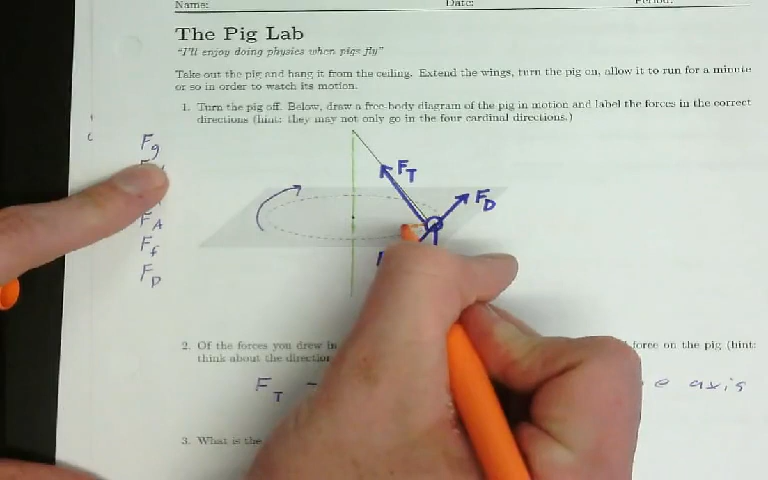 Name: Date: Period:
The Pig Lab
"I'll enjoy doing physics when pigs fly"
Take out the pig and hang it from the ceiling. Extend the wings, turn the pig on, allow it to run for a minute
or so in order to watch its motion.
1. Turn the pig off. Below, draw a free-body diagram of the pig in motion and label the forces in the correct
directions (hint: they may not only go in the four cardinal directions.)
Fg
FT
FD
FA
Ff
FD
2. Of the forces you drew in force on the pig (hint:
think about the direction
FT - e axis
3. What is the